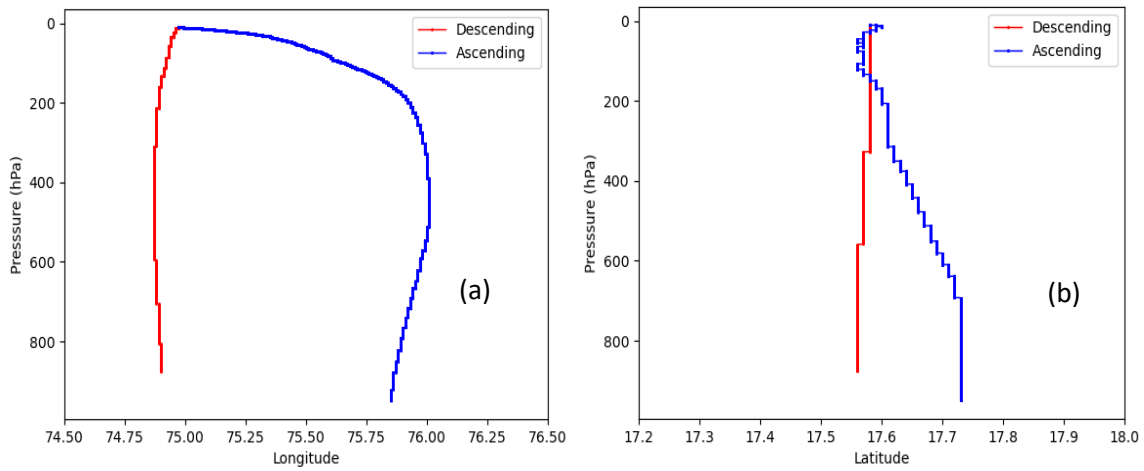 Descending
Ascending
Presssure (hPa)
0
200
400
600
800
(a)
74.50 74.75 75.00 75.25 75.50 75.75 76.00 76.25 76.50
Longitude
Descending
Ascending
Presssure (hPa)
0
200
400
600
800
(b)
17.2 17.3 17.4 17.5 17.6 17.7 17.8 17.9 18.0
Latitude